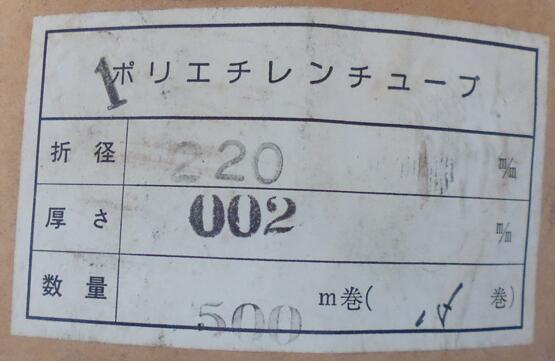 1ポリエチレンチューブ
折径 220 m/m
厚さ 002 m/m
数量 500 m巻( 巻)